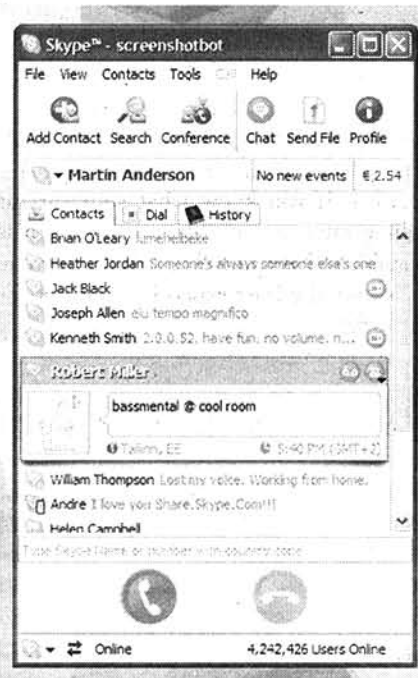 Skype™ - screenshotbot
File View Contacts Tools Call Help
Add Contact Search Conference Chat Send File Profile
Martin Anderson No new events €2.54
Contacts Dial History
Brian O'Leary
Heather Jordan Someone's always someone else's one
Jack Black
Joseph Allen elu tempo magnifico
Kenneth Smith 2.0.0.52, have fun, no volume, n...
Robert Miller
bassmental @ cool room
Tallinn, EE 5:40 PM (GMT+2)
William Thompson Lost my voice. Working from home.
Andre I love you Share.Skype.Com!!!
Helen Campbell
Type Skype Name or number with country code
Online 4,242,426 Users Online